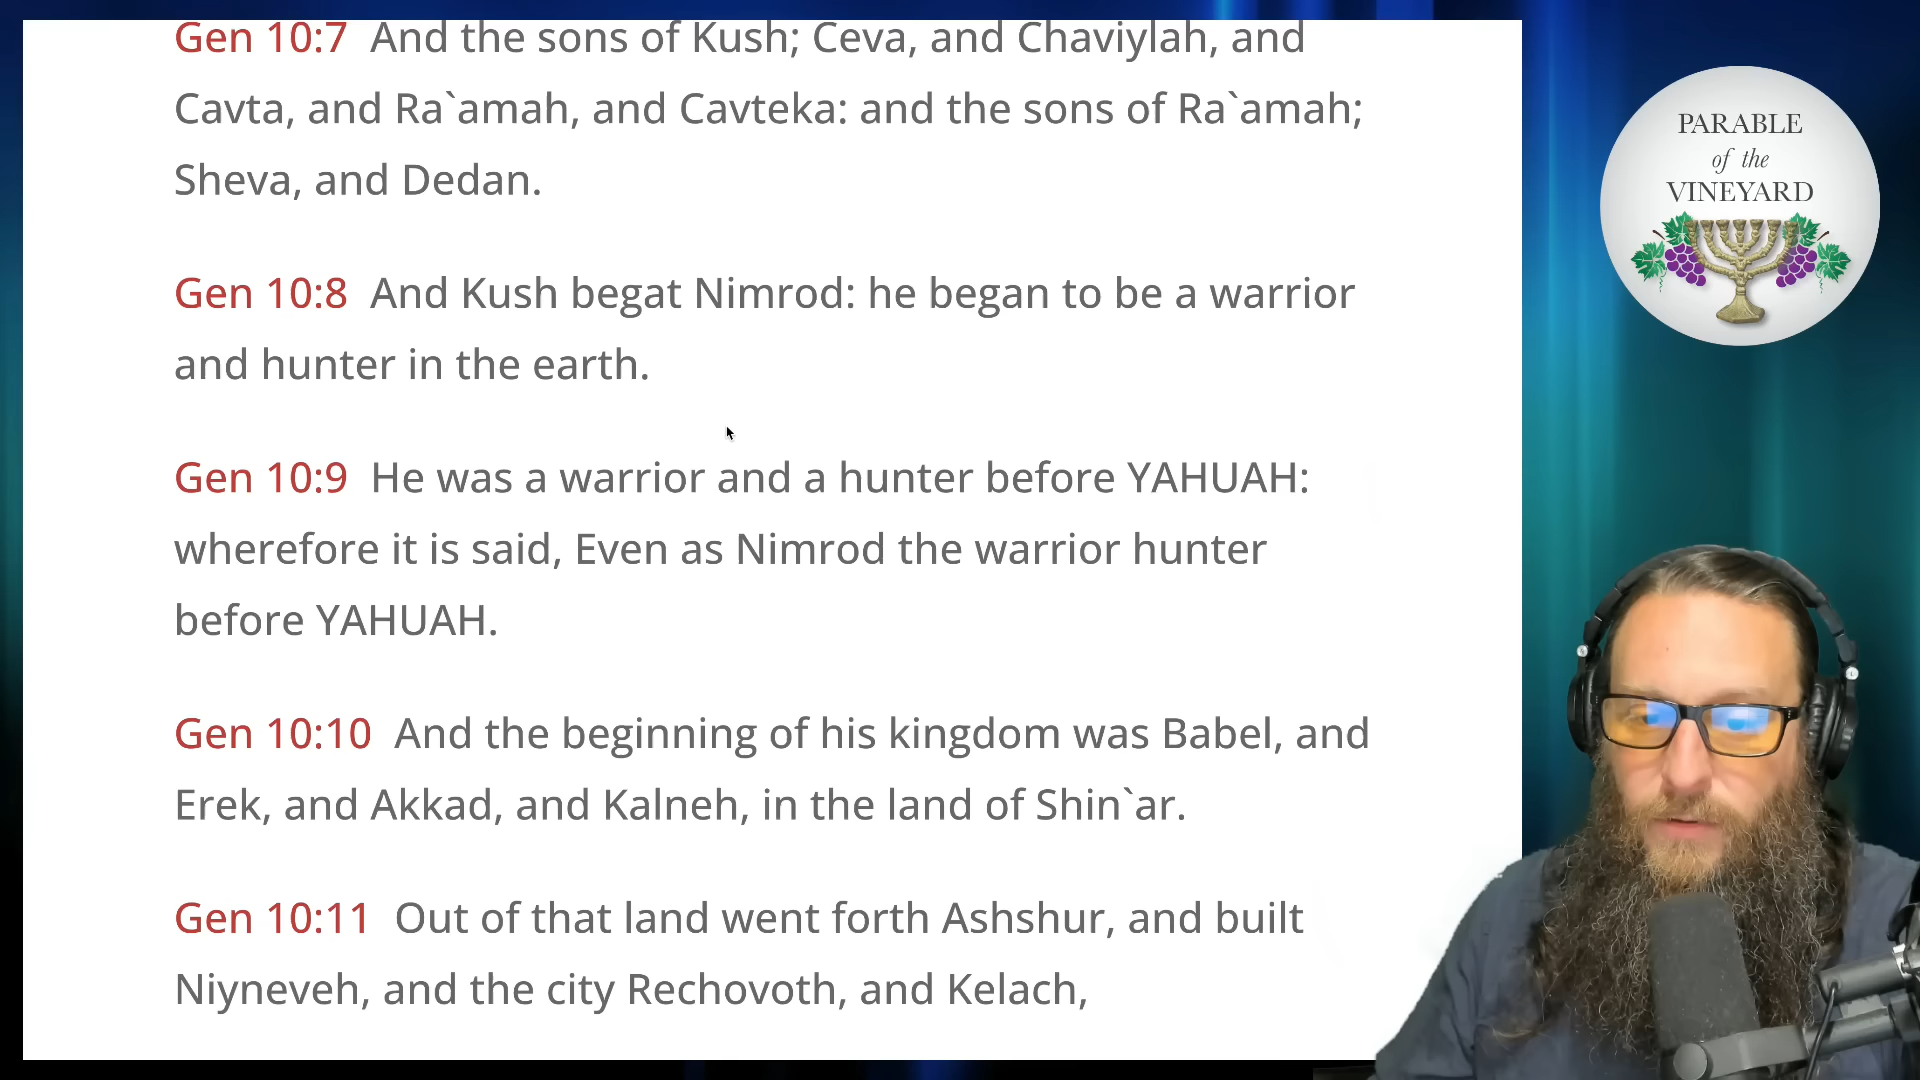 Gen 10:7 And the sons of Kush; Ceva, and Chaviylah, and
Cavta, and Ra`amah, and Cavteka: and the sons of Ra`amah;
Sheva, and Dedan.
Gen 10:8 And Kush begat Nimrod: he began to be a warrior
and hunter in the earth.
Gen 10:9 He was a warrior and a hunter before YAHUAH:
wherefore it is said, Even as Nimrod the warrior hunter
before YAHUAH.
Gen 10:10 And the beginning of his kingdom was Babel, and
Erek, and Akkad, and Kalneh, in the land of Shin`ar.
Gen 10:11 Out of that land went forth Ashshur, and built
Niyneveh, and the city Rechovoth, and Kelach,
PARABLE
of the
VINEYARD